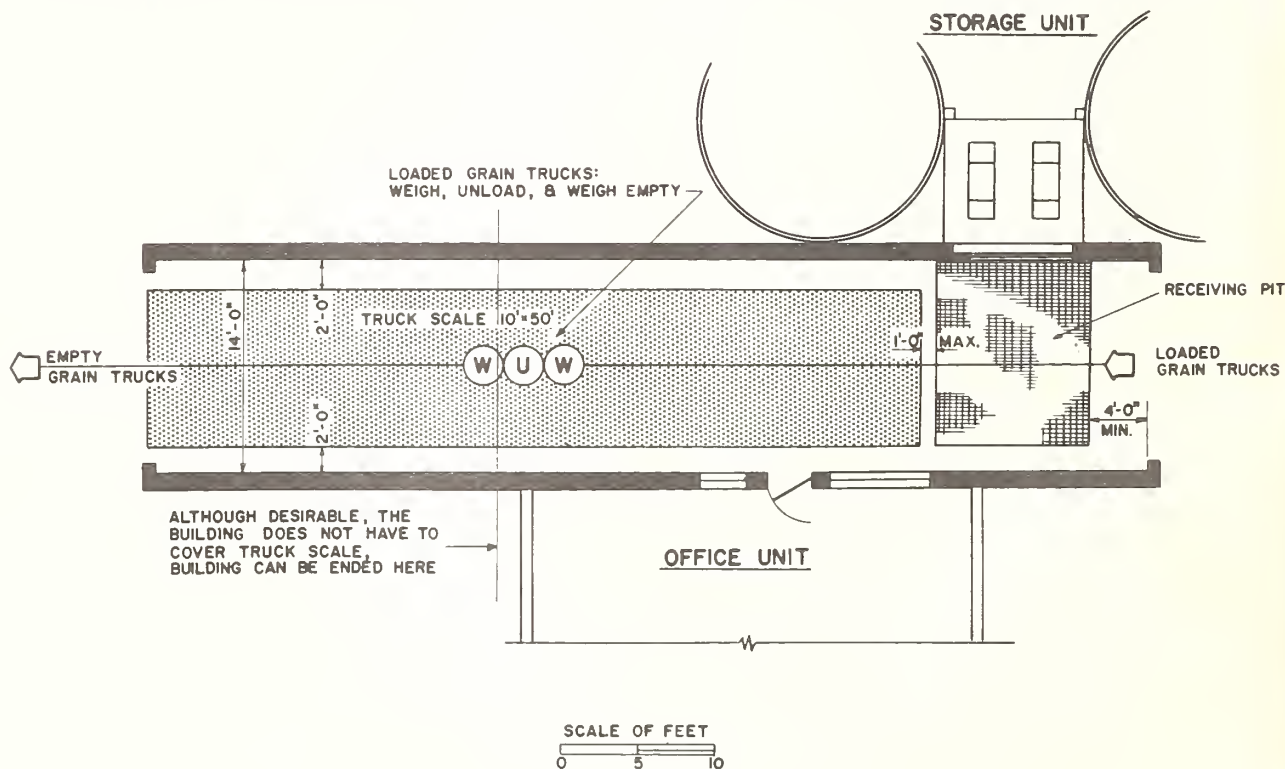 STORAGE UNIT
LOADED GRAIN TRUCKS:
WEIGH, UNLOAD, & WEIGH EMPTY
RECEIVING PIT
14'-0"
2'-0"
TRUCK SCALE 10'×50'
1'-0" MAX.
W U W
EMPTY
GRAIN TRUCKS
LOADED
GRAIN TRUCKS
4'-0"
MIN.
2'-0"
ALTHOUGH DESIRABLE, THE
BUILDING DOES NOT HAVE TO
COVER TRUCK SCALE,
BUILDING CAN BE ENDED HERE
OFFICE UNIT
SCALE OF FEET
0 5 10